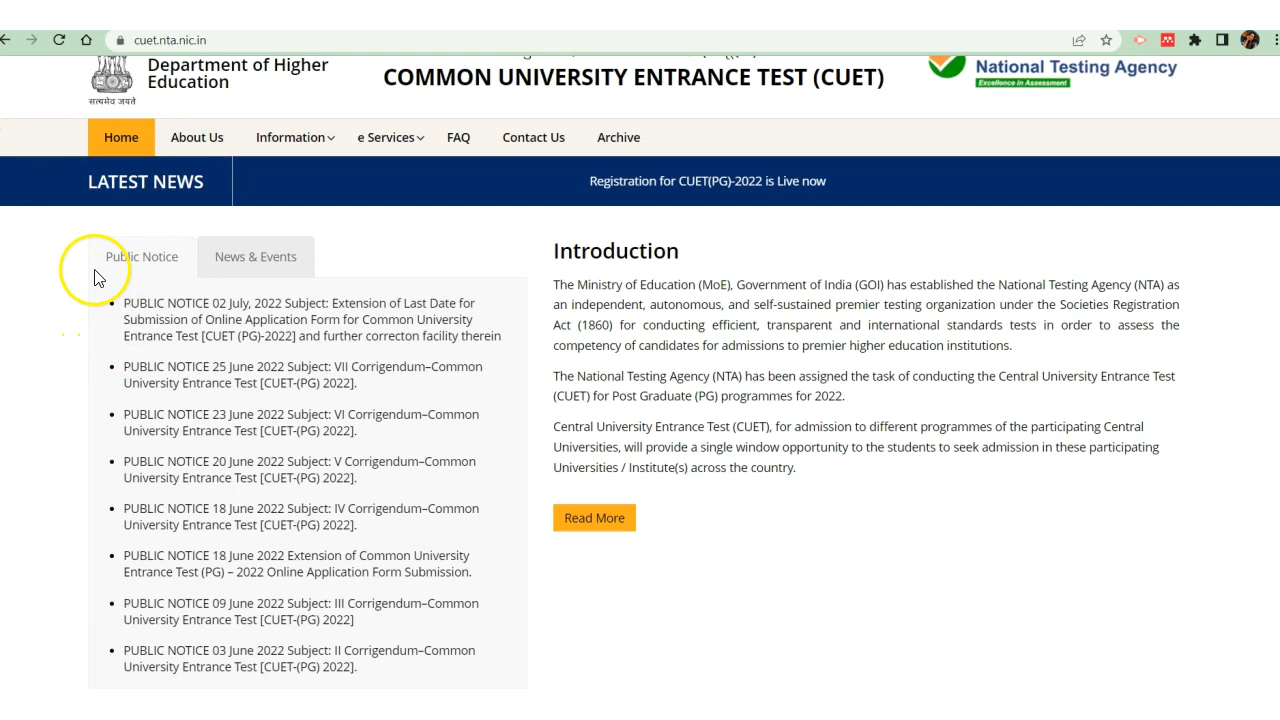 cuet.nta.nic.in
Department of Higher
Education
सत्यमेव जयते
COMMON UNIVERSITY ENTRANCE TEST (CUET)
National Testing Agency
Excellence in Assessment
Home
About Us
Information
e Services
FAQ
Contact Us
Archive
LATEST NEWS
Registration for CUET(PG)-2022 is Live now
Public Notice
News & Events
PUBLIC NOTICE 02 July, 2022 Subject: Extension of Last Date for
Submission of Online Application Form for Common University
Entrance Test [CUET (PG)-2022] and further correcton facility therein
PUBLIC NOTICE 25 June 2022 Subject: VII Corrigendum–Common
University Entrance Test [CUET-(PG) 2022].
PUBLIC NOTICE 23 June 2022 Subject: VI Corrigendum–Common
University Entrance Test [CUET-(PG) 2022].
PUBLIC NOTICE 20 June 2022 Subject: V Corrigendum–Common
University Entrance Test [CUET-(PG) 2022].
PUBLIC NOTICE 18 June 2022 Subject: IV Corrigendum–Common
University Entrance Test [CUET-(PG) 2022].
PUBLIC NOTICE 18 June 2022 Extension of Common University
Entrance Test (PG) – 2022 Online Application Form Submission.
PUBLIC NOTICE 09 June 2022 Subject: III Corrigendum–Common
University Entrance Test [CUET-(PG) 2022]
PUBLIC NOTICE 03 June 2022 Subject: II Corrigendum–Common
University Entrance Test [CUET-(PG) 2022].
Introduction
The Ministry of Education (MoE), Government of India (GOI) has established the National Testing Agency (NTA) as
an independent, autonomous, and self-sustained premier testing organization under the Societies Registration
Act (1860) for conducting efficient, transparent and international standards tests in order to assess the
competency of candidates for admissions to premier higher education institutions.
The National Testing Agency (NTA) has been assigned the task of conducting the Central University Entrance Test
(CUET) for Post Graduate (PG) programmes for 2022.
Central University Entrance Test (CUET), for admission to different programmes of the participating Central
Universities, will provide a single window opportunity to the students to seek admission in these participating
Universities / Institute(s) across the country.
Read More